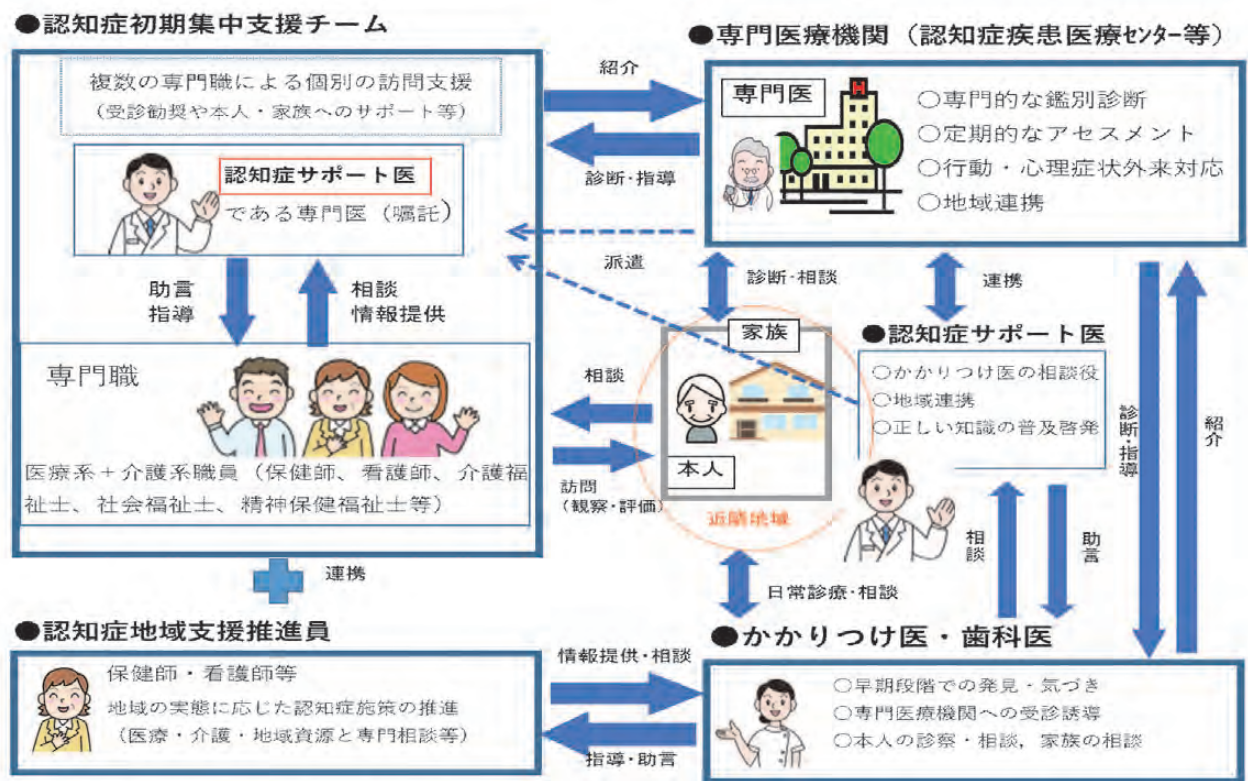 ●認知症初期集中支援チーム
複数の専門職による個別の訪問支援
(受診勧奨や本人・家族へのサポート等)
認知症サポート医
である専門医（嘱託）
助言
指導
相談
情報提供
専門職
医療系＋介護系職員（保健師、看護師、介護福
祉士、社会福祉士、精神保健福祉士等）
連携
●認知症地域支援推進員
保健師・看護師等
地域の実態に応じた認知症施策の推進
（医療・介護・地域資源と専門相談等）
紹介
診断・指導
派遣
相談
訪問
(観察・評価)
情報提供・相談
指導・助言
●専門医療機関（認知症疾患医療センター等）
専門医
H
○専門的な鑑別診断
○定期的なアセスメント
○行動・心理症状外来対応
○地域連携
診断・相談
連携
家族
本人
近隣地域
日常診療・相談
●認知症サポート医
○かかりつけ医の相談役
○地域連携
○正しい知識の普及啓発
相談
助言
診断・指導
紹介
●かかりつけ医・歯科医
○早期段階での発見・気づき
○専門医療機関への受診誘導
○本人の診察・相談，家族の相談